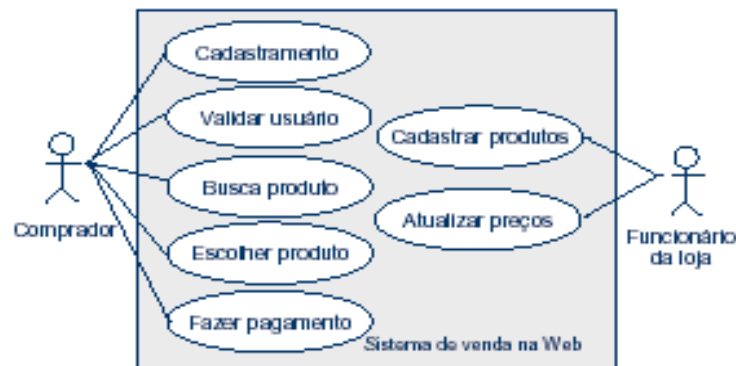 Cadastramento
Validar usuário
Cadastrar produtos
Busca produto
Comprador
Atualizar preços
Funcionário
da loja
Escolher produto
Fazer pagamento
Sistema de venda na Web